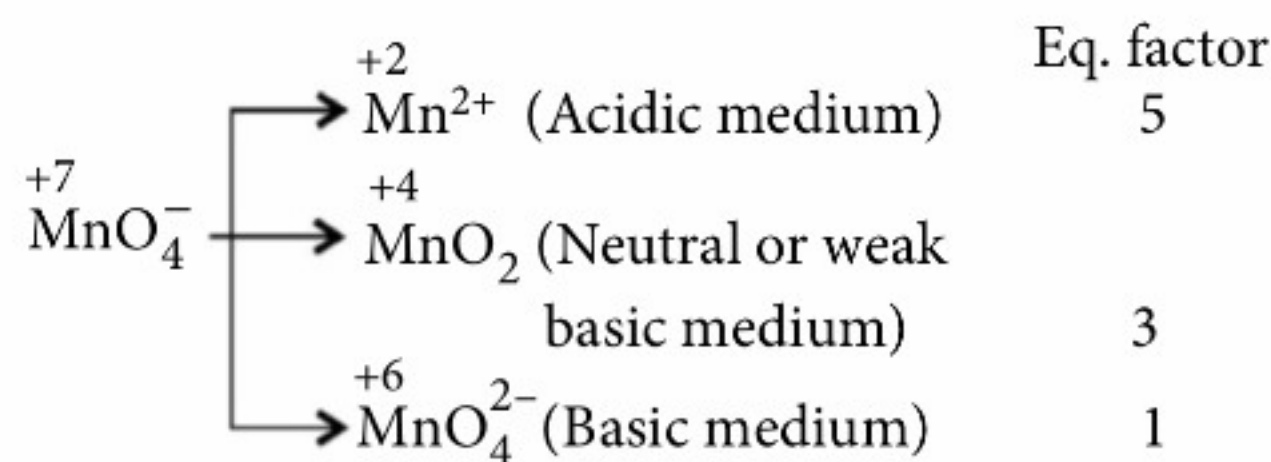 Eq. factor
+2
Mn²⁺ (Acidic medium) 5
+7
MnO₄⁻
+4
MnO₂ (Neutral or weak
basic medium) 3
+6
MnO₄²⁻ (Basic medium) 1